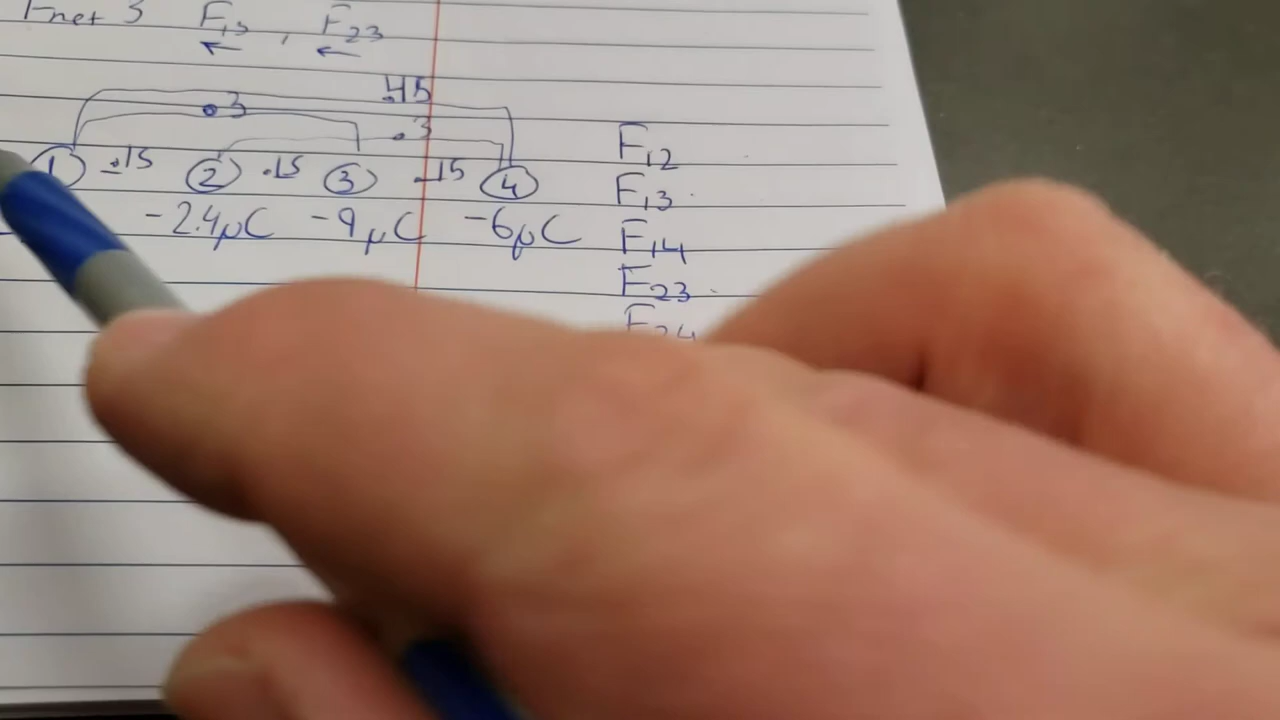 Fnet 3 F13 , F23
← ←
.45
.3
.3
1 .15 2 .15 3 .15 4
-2.4μC -9μC -6μC
F12
F13
F14
F23
F24